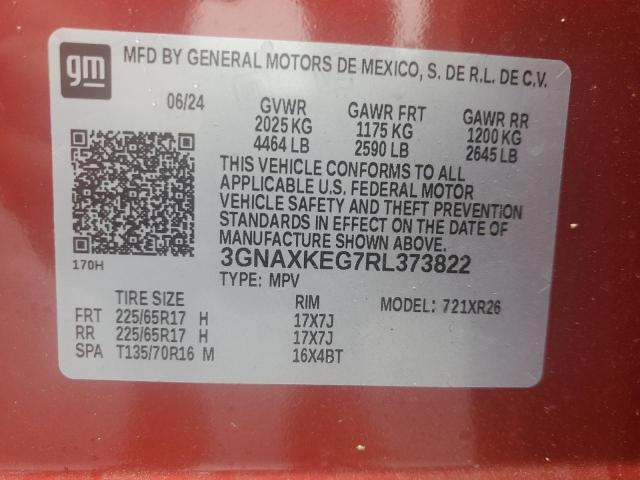 gm
MFD BY GENERAL MOTORS DE MEXICO, S. DE R.L. DE C.V.
06/24 GVWR GAWR FRT GAWR RR
2025 KG 1175 KG 1200 KG
4464 LB 2590 LB 2645 LB
THIS VEHICLE CONFORMS TO ALL
APPLICABLE U.S. FEDERAL MOTOR
VEHICLE SAFETY AND THEFT PREVENTION
STANDARDS IN EFFECT ON THE DATE OF
MANUFACTURE SHOWN ABOVE.
170H 3GNAXKEG7RL373822
TYPE: MPV
TIRE SIZE RIM MODEL: 721XR26
FRT 225/65R17 H 17X7J
RR 225/65R17 H 17X7J
SPA T135/70R16 M 16X4BT